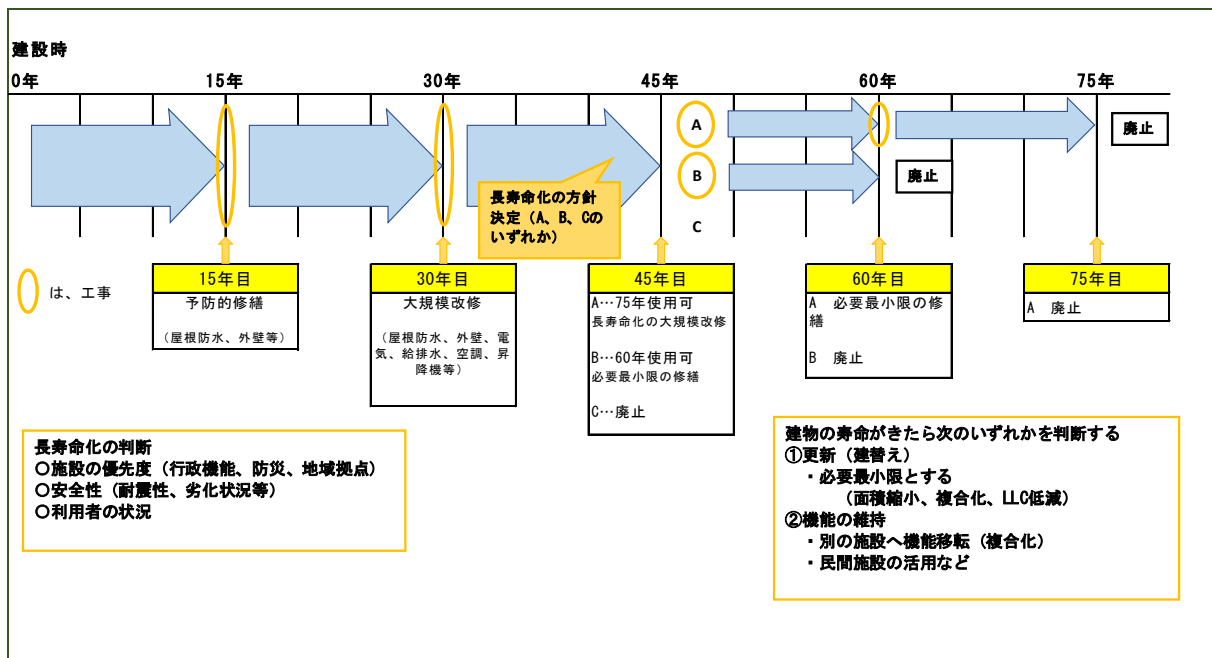 建設時
0年 15年 30年 45年 60年 75年
A
B
C
廃止
廃止
長寿命化の方針
決定（A、B、Cの
いずれか）
は、工事
15年目
予防的修繕
（屋根防水、外壁等）
30年目
大規模改修
（屋根防水、外壁、電
気、給排水、空調、昇
降機等）
45年目
A…75年使用可
長寿命化の大規模改修
B…60年使用可
必要最小限の修繕
C…廃止
60年目
A　必要最小限の修
繕
B　廃止
75年目
A　廃止
長寿命化の判断
○施設の優先度（行政機能、防災、地域拠点）
○安全性（耐震性、劣化状況等）
○利用者の状況
建物の寿命がきたら次のいずれかを判断する
①更新（建替え）
・必要最小限とする
（面積縮小、複合化、LLC低減）
②機能の維持
・別の施設へ機能移転（複合化）
・民間施設の活用など